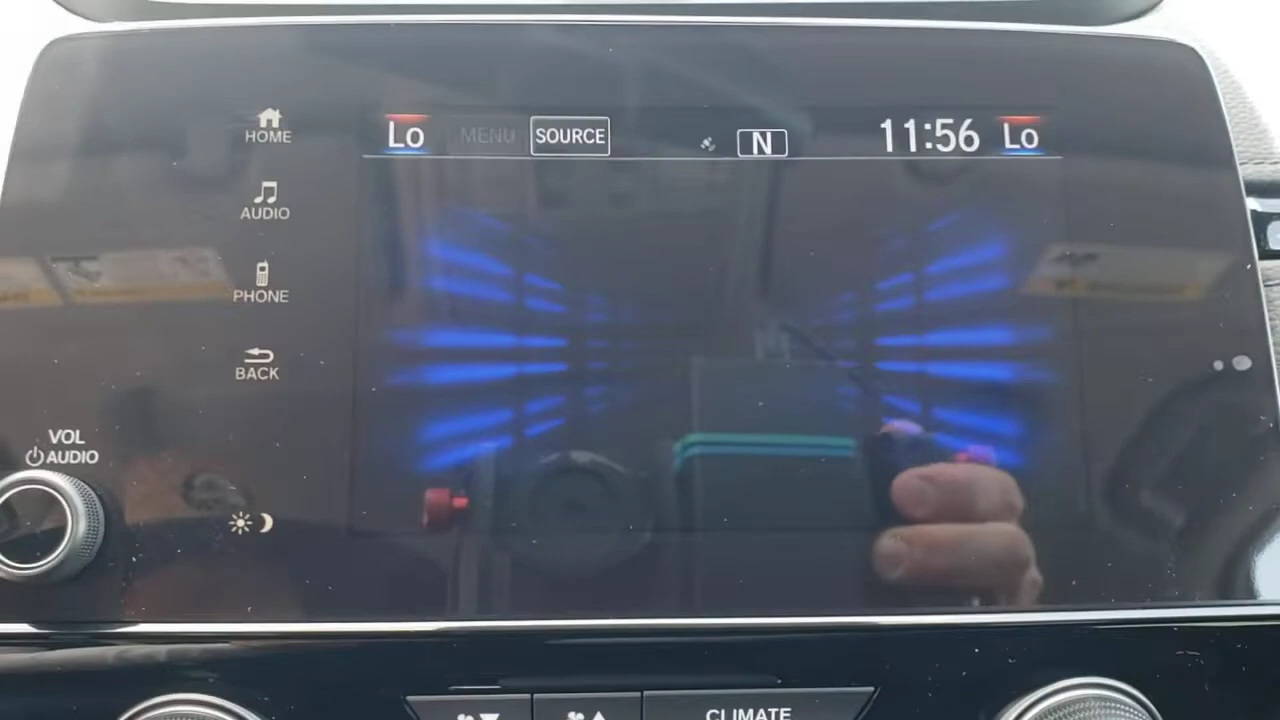 HOME
Lo MENU SOURCE N 11:56 Lo
AUDIO
PHONE
BACK
VOL
AUDIO
CLIMATE